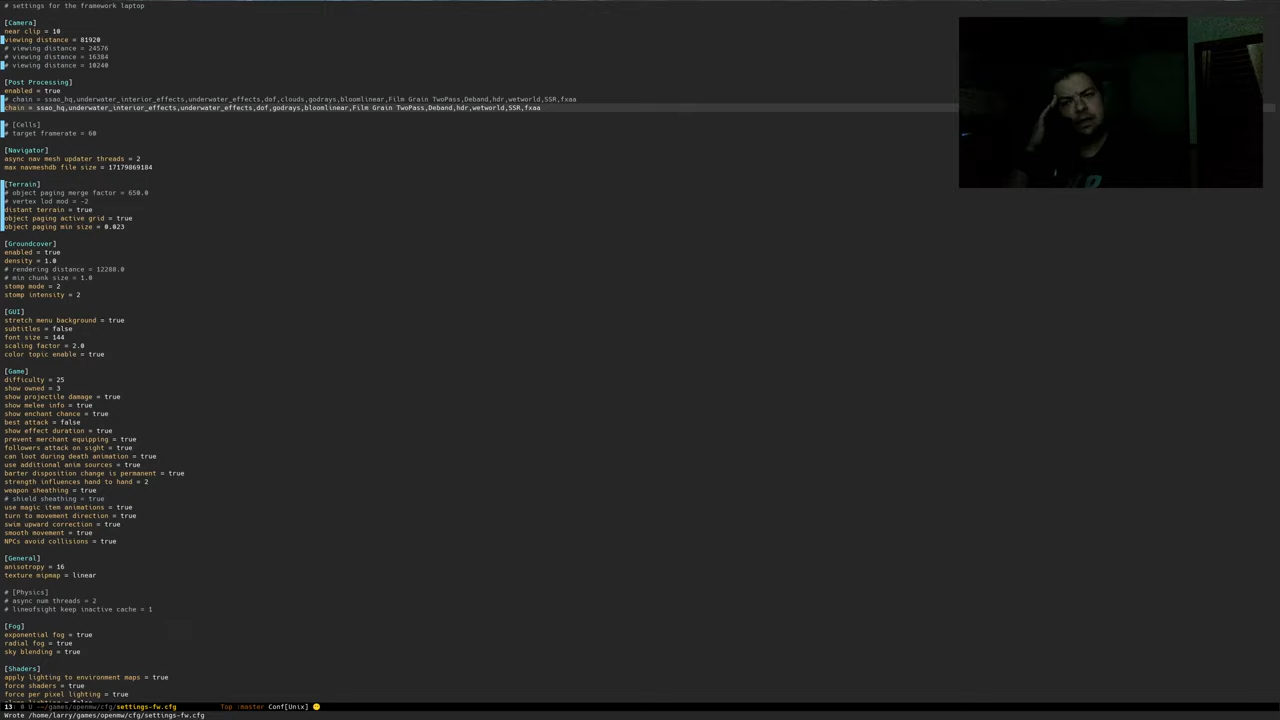 # settings for the framework laptop
[Camera]
near clip = 10
viewing distance = 81920
# viewing distance = 24576
# viewing distance = 16384
# viewing distance = 10240
[Post Processing]
enabled = true
# chain = ssao_hq,underwater_interior_effects,underwater_effects,dof,clouds,godrays,bloomlinear,Film Grain TwoPass,Deband,hdr,wetworld,SSR,fxaa
chain = ssao_hq,underwater_interior_effects,underwater_effects,dof,godrays,bloomlinear,Film Grain TwoPass,Deband,hdr,wetworld,SSR,fxaa
# [Cells]
# target framerate = 60
[Navigator]
async nav mesh updater threads = 2
max navmeshdb file size = 17179869184
[Terrain]
# object paging merge factor = 650.0
# vertex lod mod = -2
distant terrain = true
object paging active grid = true
object paging min size = 0.023
[Groundcover]
enabled = true
density = 1.0
# rendering distance = 12288.0
# min chunk size = 1.0
stomp mode = 2
stomp intensity = 2
[GUI]
stretch menu background = true
subtitles = false
font size = 144
scaling factor = 2.0
color topic enable = true
[Game]
difficulty = 25
show owned = 3
show projectile damage = true
show melee info = true
show enchant chance = true
best attack = false
show effect duration = true
prevent merchant equipping = true
followers attack on sight = true
can loot during death animation = true
use additional anim sources = true
barter disposition change is permanent = true
strength influences hand to hand = 2
weapon sheathing = true
# shield sheathing = true
use magic item animations = true
turn to movement direction = true
swim upward correction = true
smooth movement = true
NPCs avoid collisions = true
[General]
anisotropy = 16
texture mipmap = linear
# [Physics]
# async num threads = 2
# lineofsight keep inactive cache = 1
[Fog]
exponential fog = true
radial fog = true
sky blending = true
[Shaders]
apply lighting to environment maps = true
force shaders = true
force per pixel lighting = true
13: 0 U ~~/games/openmw/cfg/settings-fw.cfg Top :master Conf[Unix]
Wrote /home/larry/games/openmw/cfg/settings-fw.cfg